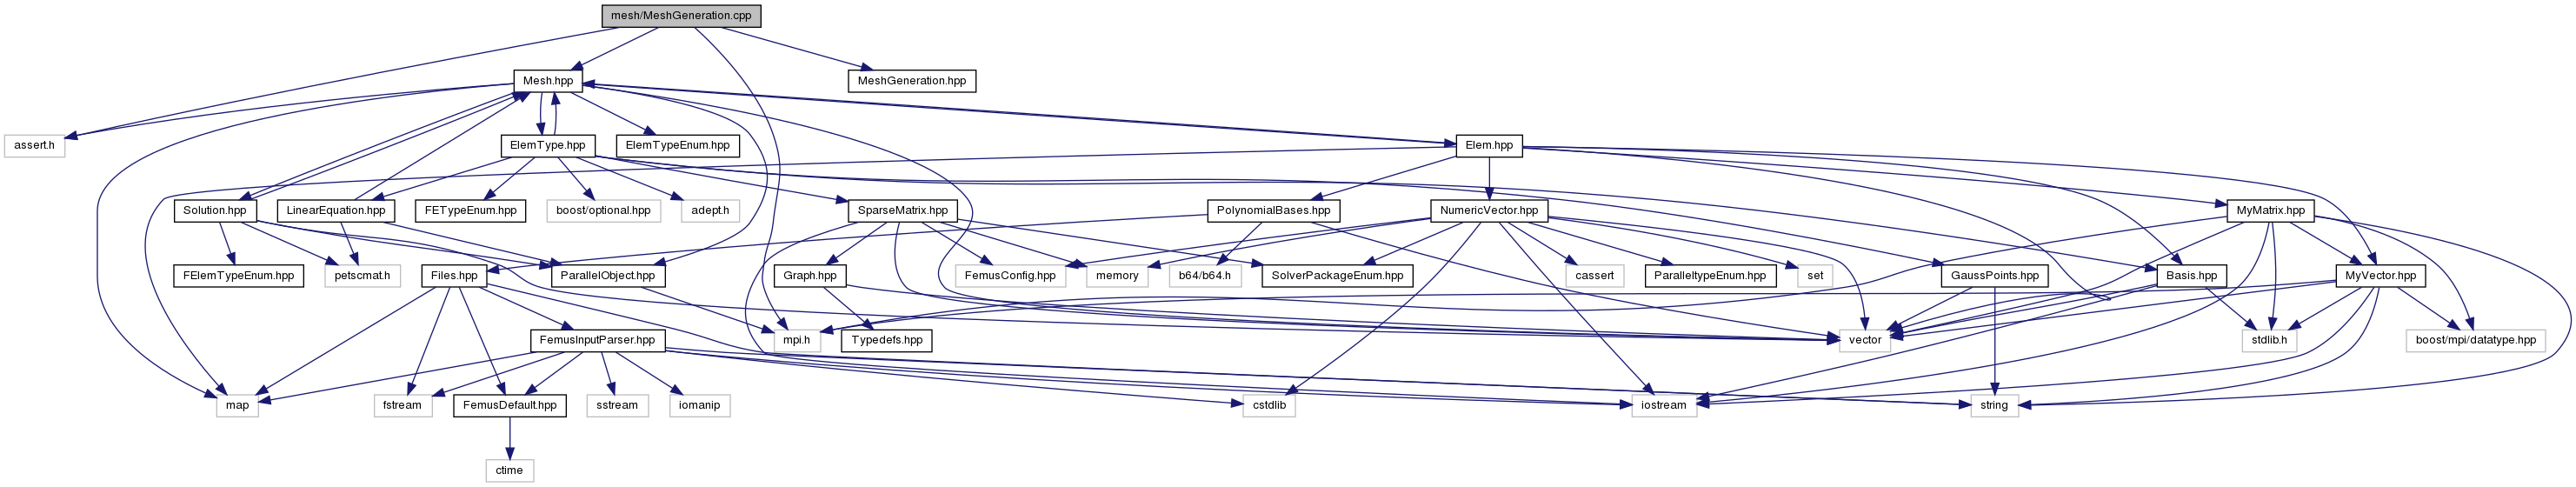 mesh/MeshGeneration.cpp
Mesh.hpp
MeshGeneration.hpp
assert.h
ElemType.hpp
ElemTypeEnum.hpp
Elem.hpp
Solution.hpp
LinearEquation.hpp
FETypeEnum.hpp
boost/optional.hpp
adept.h
SparseMatrix.hpp
PolynomialBases.hpp
NumericVector.hpp
MyMatrix.hpp
FElemTypeEnum.hpp
petscmat.h
Files.hpp
ParallelObject.hpp
Graph.hpp
FemusConfig.hpp
memory
b64/b64.h
SolverPackageEnum.hpp
cassert
ParalleltypeEnum.hpp
set
GaussPoints.hpp
Basis.hpp
MyVector.hpp
FemusInputParser.hpp
mpi.h
Typedefs.hpp
vector
stdlib.h
boost/mpi/datatype.hpp
map
fstream
FemusDefault.hpp
sstream
iomanip
cstdlib
iostream
string
ctime